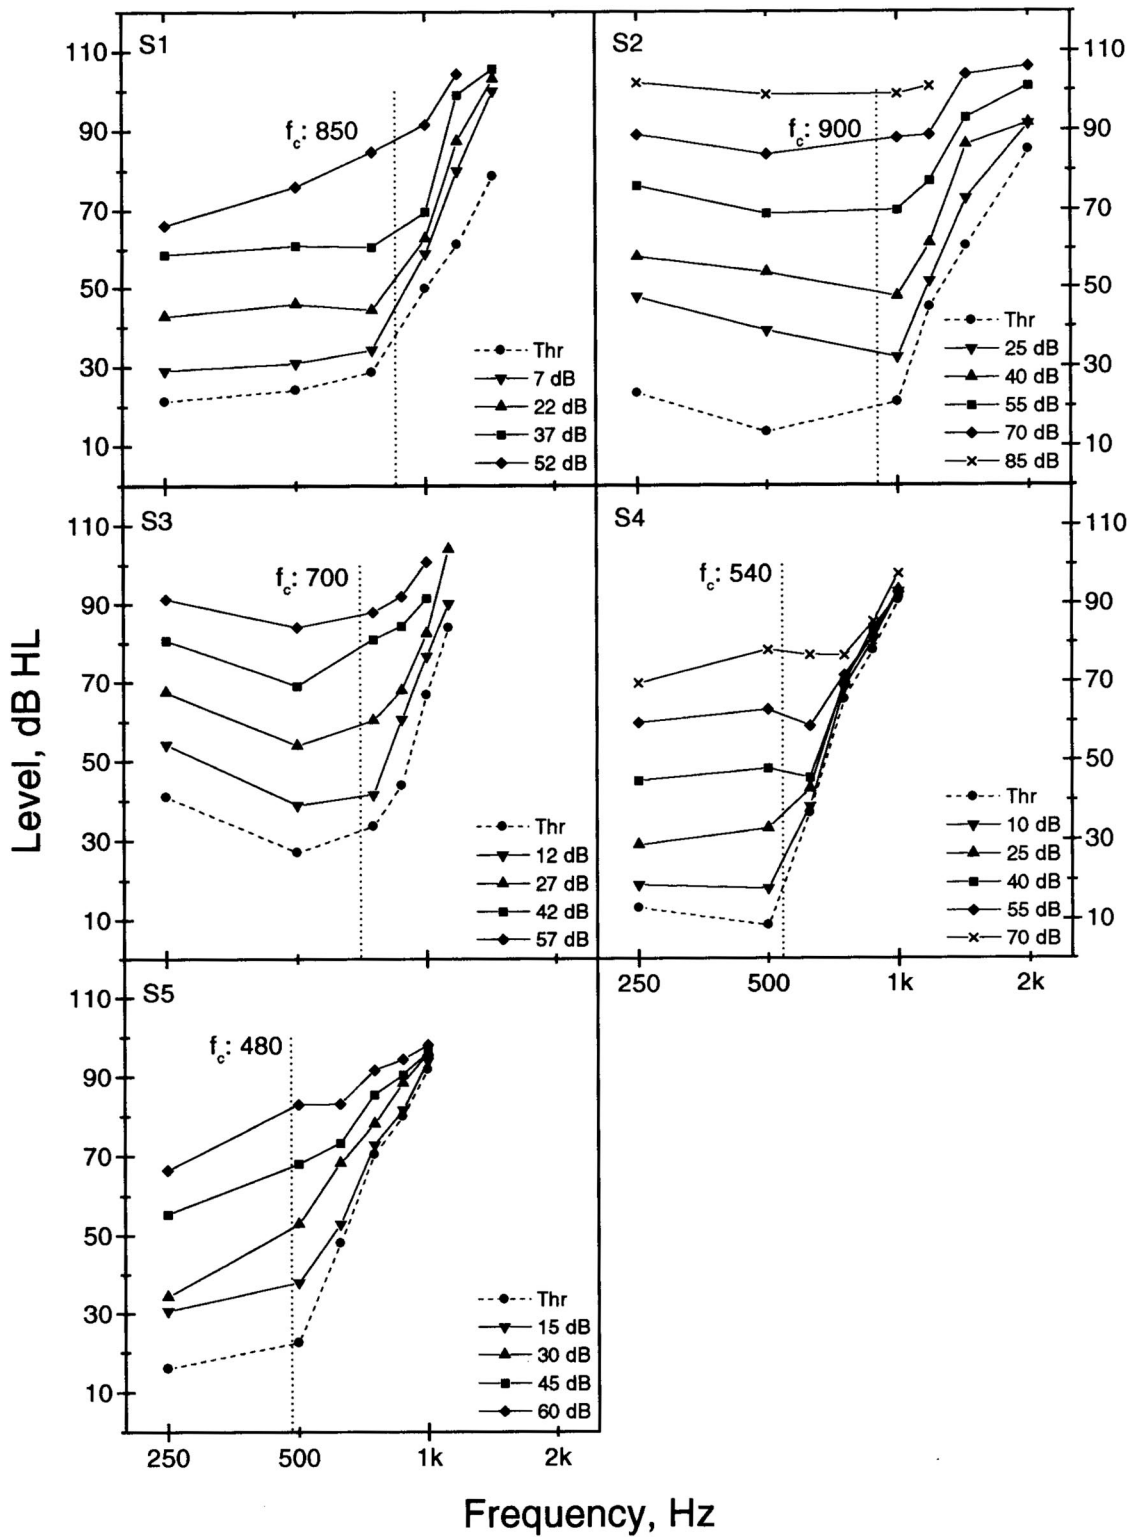 S1
S2
110
90
70
50
30
10
f_c: 850
f_c: 900
110
90
70
50
30
10
Thr
7 dB
22 dB
37 dB
52 dB
Thr
25 dB
40 dB
55 dB
70 dB
85 dB
S3
S4
110
90
70
50
30
10
f_c: 700
f_c: 540
110
90
70
50
30
10
Thr
12 dB
27 dB
42 dB
57 dB
Thr
10 dB
25 dB
40 dB
55 dB
70 dB
250 500 1k 2k
S5
110
90
70
50
30
10
f_c: 480
Thr
15 dB
30 dB
45 dB
60 dB
250 500 1k 2k
Level, dB HL
Frequency, Hz